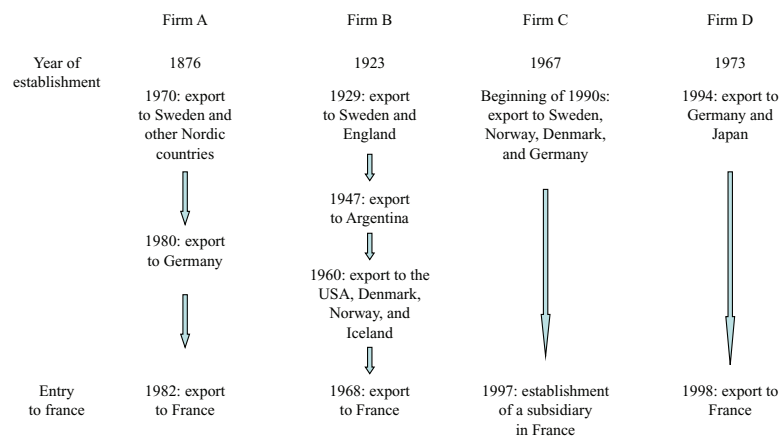 Firm A
Firm B
Firm C
Firm D
Year of
establishment
1876
1923
1967
1973
1970: export
to Sweden and
other Nordic
countries
1929: export
to Sweden and
England
Beginning of 1990s:
export to Sweden,
Norway, Denmark,
and Germany
1994: export to
Germany and
Japan
1947: export
to Argentina
1980: export
to Germany
1960: export to the
USA, Denmark,
Norway, and
Iceland
Entry
to france
1982: export
to France
1968: export
to France
1997: establishment
of a subsidiary
in France
1998: export to
France